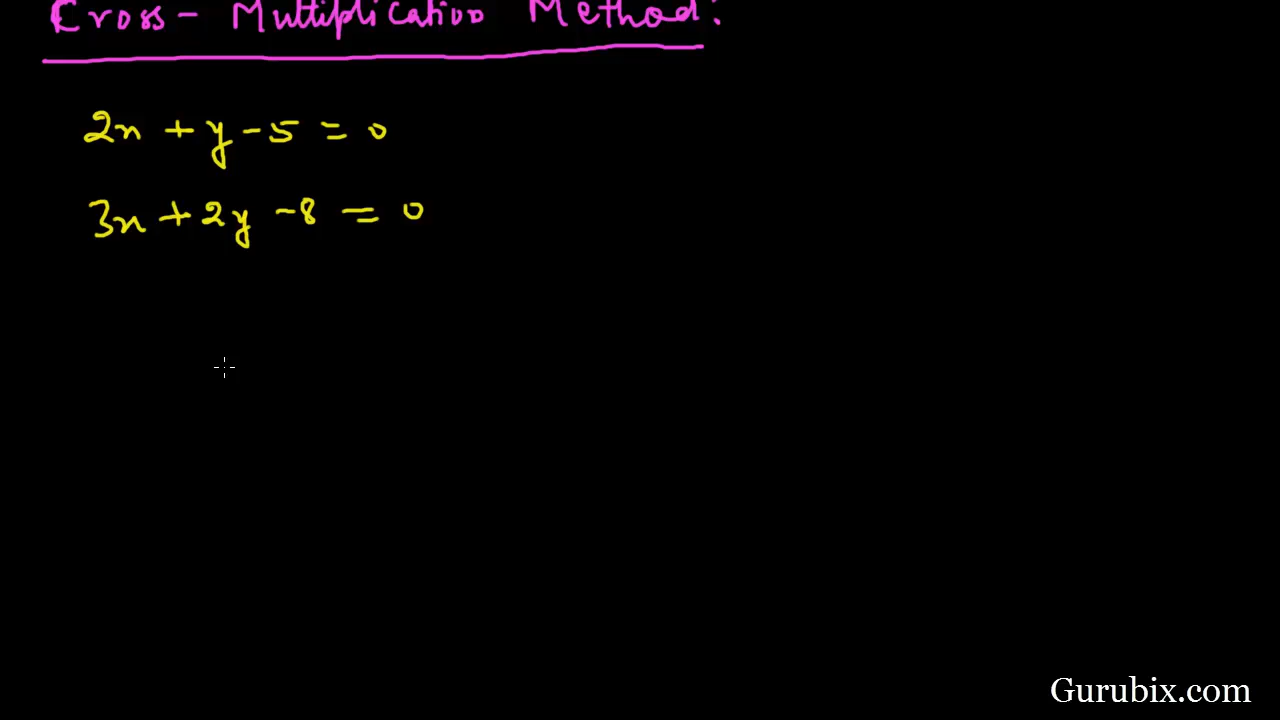 Cross - Multiplication Method:
2x + y - 5 = 0
3x + 2y - 8 = 0
Gurubix.com